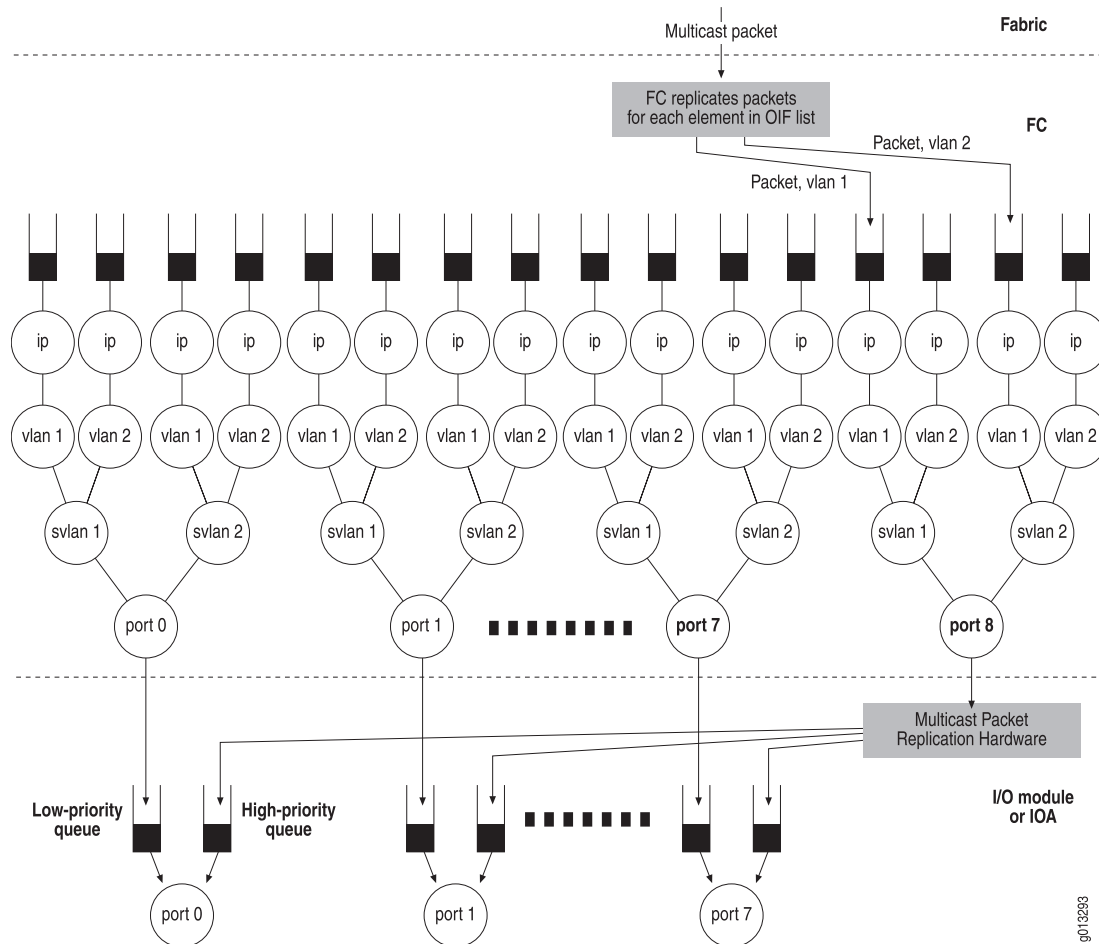 Fabric
Multicast packet
FC replicates packets
for each element in OIF list
FC
Packet, vlan 2
Packet, vlan 1
ip ip ip ip ip ip ip ip ip ip ip ip ip ip ip ip
vlan 1 vlan 2 vlan 1 vlan 2 vlan 1 vlan 2 vlan 1 vlan 2 vlan 1 vlan 2 vlan 1 vlan 2 vlan 1 vlan 2 vlan 1 vlan 2
svlan 1 svlan 2 svlan 1 svlan 2 svlan 1 svlan 2 svlan 1 svlan 2
port 0 port 1 port 7 port 8
Multicast Packet
Replication Hardware
Low-priority
queue
High-priority
queue
I/O module
or IOA
port 0 port 1 port 7
g013293